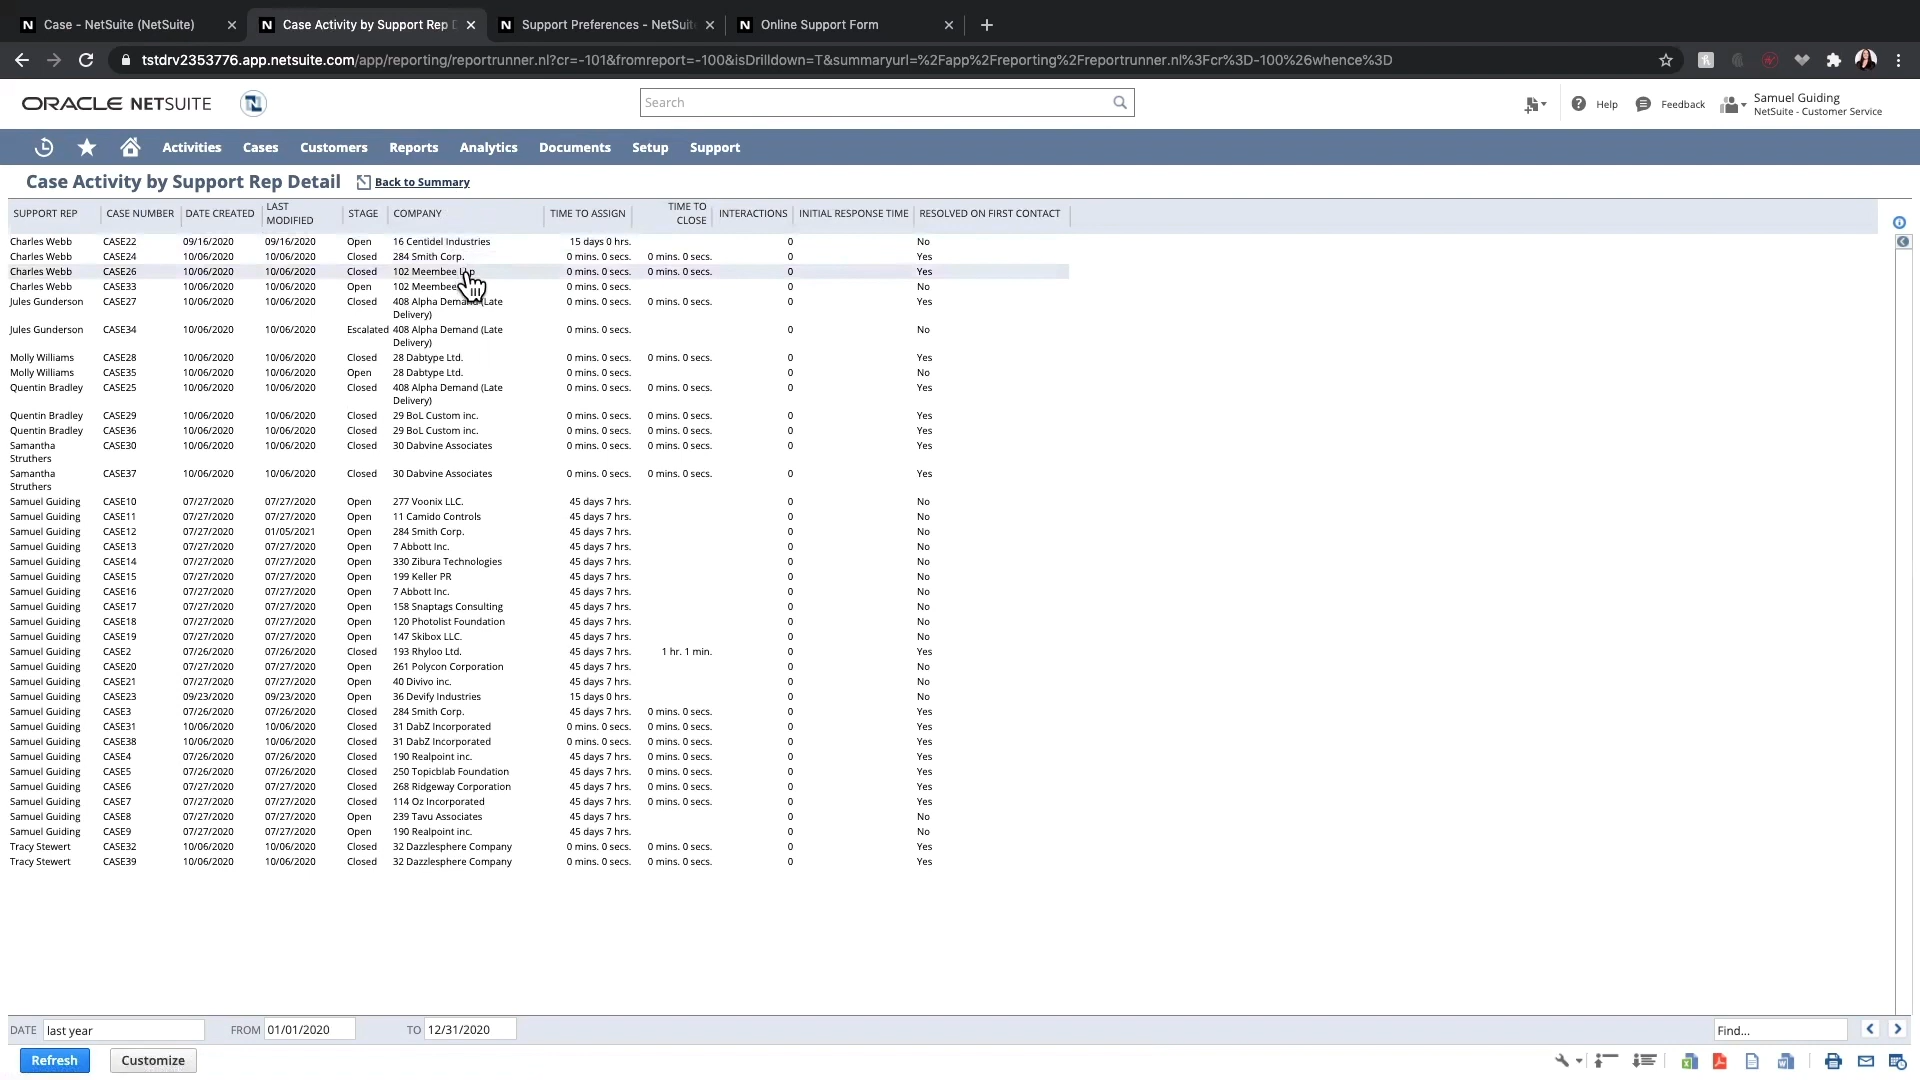 Case - NetSuite (NetSuite)
Case Activity by Support Rep D
Support Preferences - NetSuite
Online Support Form
tstdrv2353776.app.netsuite.com/app/reporting/reportrunner.nl?cr=-101&fromreport=-100&isDrilldown=T&summaryurl=%2Fapp%2Freporting%2Freportrunner.nl%3Fcr%3D-100%26whence%3D
ORACLE NETSUITE
Search
Help
Feedback
Samuel Guiding
NetSuite - Customer Service
Activities Cases Customers Reports Analytics Documents Setup Support
Case Activity by Support Rep Detail Back to Summary
SUPPORT REP CASE NUMBER DATE CREATED LAST MODIFIED STAGE COMPANY TIME TO ASSIGN TIME TO CLOSE INTERACTIONS INITIAL RESPONSE TIME RESOLVED ON FIRST CONTACT
Charles Webb CASE22 09/16/2020 09/16/2020 Open 16 Centidel Industries 15 days 0 hrs. 0 No
Charles Webb CASE24 10/06/2020 10/06/2020 Closed 284 Smith Corp. 0 mins. 0 secs. 0 mins. 0 secs. 0 Yes
Charles Webb CASE26 10/06/2020 10/06/2020 Closed 102 Meembee 0 mins. 0 secs. 0 mins. 0 secs. 0 Yes
Charles Webb CASE33 10/06/2020 10/06/2020 Open 102 Meembee 0 mins. 0 secs. 0 No
Jules Gunderson CASE27 10/06/2020 10/06/2020 Closed 408 Alpha Demand (Late 0 mins. 0 secs. 0 mins. 0 secs. 0 Yes
Delivery)
Jules Gunderson CASE34 10/06/2020 10/06/2020 Escalated 408 Alpha Demand (Late 0 mins. 0 secs. 0 No
Delivery)
Molly Williams CASE28 10/06/2020 10/06/2020 Closed 28 Dabtype Ltd. 0 mins. 0 secs. 0 mins. 0 secs. 0 Yes
Molly Williams CASE35 10/06/2020 10/06/2020 Open 28 Dabtype Ltd. 0 mins. 0 secs. 0 No
Quentin Bradley CASE25 10/06/2020 10/06/2020 Closed 408 Alpha Demand (Late 0 mins. 0 secs. 0 mins. 0 secs. 0 Yes
Delivery)
Quentin Bradley CASE29 10/06/2020 10/06/2020 Closed 29 BoL Custom inc. 0 mins. 0 secs. 0 mins. 0 secs. 0 Yes
Quentin Bradley CASE36 10/06/2020 10/06/2020 Closed 29 BoL Custom inc. 0 mins. 0 secs. 0 mins. 0 secs. 0 Yes
Samantha CASE30 10/06/2020 10/06/2020 Closed 30 Dabvine Associates 0 mins. 0 secs. 0 mins. 0 secs. 0 Yes
Struthers
Samantha CASE37 10/06/2020 10/06/2020 Closed 30 Dabvine Associates 0 mins. 0 secs. 0 mins. 0 secs. 0 Yes
Struthers
Samuel Guiding CASE10 07/27/2020 07/27/2020 Open 277 Voonix LLC. 45 days 7 hrs. 0 No
Samuel Guiding CASE11 07/27/2020 07/27/2020 Open 11 Camido Controls 45 days 7 hrs. 0 No
Samuel Guiding CASE12 07/27/2020 01/05/2021 Open 284 Smith Corp. 45 days 7 hrs. 0 No
Samuel Guiding CASE13 07/27/2020 07/27/2020 Open 7 Abbott Inc. 45 days 7 hrs. 0 No
Samuel Guiding CASE14 07/27/2020 07/27/2020 Open 330 Zibura Technologies 45 days 7 hrs. 0 No
Samuel Guiding CASE15 07/27/2020 07/27/2020 Open 199 Keller PR 45 days 7 hrs. 0 No
Samuel Guiding CASE16 07/27/2020 07/27/2020 Open 7 Abbott Inc. 45 days 7 hrs. 0 No
Samuel Guiding CASE17 07/27/2020 07/27/2020 Open 158 Snaptags Consulting 45 days 7 hrs. 0 No
Samuel Guiding CASE18 07/27/2020 07/27/2020 Open 120 Photolist Foundation 45 days 7 hrs. 0 No
Samuel Guiding CASE19 07/27/2020 07/27/2020 Open 147 Skibox LLC. 45 days 7 hrs. 0 No
Samuel Guiding CASE2 07/26/2020 07/26/2020 Closed 193 Rhyloo Ltd. 45 days 7 hrs. 1 hr. 1 min. 0 Yes
Samuel Guiding CASE20 07/27/2020 07/27/2020 Open 261 Polycon Corporation 45 days 7 hrs. 0 No
Samuel Guiding CASE21 07/27/2020 07/27/2020 Open 40 Divivo inc. 45 days 7 hrs. 0 No
Samuel Guiding CASE23 09/23/2020 09/23/2020 Open 36 Devify Industries 15 days 0 hrs. 0 No
Samuel Guiding CASE3 07/26/2020 07/26/2020 Closed 284 Smith Corp. 45 days 7 hrs. 0 mins. 0 secs. 0 Yes
Samuel Guiding CASE31 10/06/2020 10/06/2020 Closed 31 DabZ Incorporated 0 mins. 0 secs. 0 mins. 0 secs. 0 Yes
Samuel Guiding CASE38 10/06/2020 10/06/2020 Closed 31 DabZ Incorporated 0 mins. 0 secs. 0 mins. 0 secs. 0 Yes
Samuel Guiding CASE4 07/26/2020 07/26/2020 Closed 190 Realpoint inc. 45 days 7 hrs. 0 mins. 0 secs. 0 Yes
Samuel Guiding CASE5 07/26/2020 07/26/2020 Closed 250 Topicblab Foundation 45 days 7 hrs. 0 mins. 0 secs. 0 Yes
Samuel Guiding CASE6 07/27/2020 07/27/2020 Closed 268 Ridgeway Corporation 45 days 7 hrs. 0 mins. 0 secs. 0 Yes
Samuel Guiding CASE7 07/27/2020 07/27/2020 Closed 114 Oz Incorporated 45 days 7 hrs. 0 mins. 0 secs. 0 Yes
Samuel Guiding CASE8 07/27/2020 07/27/2020 Open 239 Tavu Associates 45 days 7 hrs. 0 No
Samuel Guiding CASE9 07/27/2020 07/27/2020 Open 190 Realpoint inc. 45 days 7 hrs. 0 No
Tracy Stewert CASE32 10/06/2020 10/06/2020 Closed 32 Dazzlesphere Company 0 mins. 0 secs. 0 mins. 0 secs. 0 Yes
Tracy Stewert CASE39 10/06/2020 10/06/2020 Closed 32 Dazzlesphere Company 0 mins. 0 secs. 0 mins. 0 secs. 0 Yes
DATE last year FROM 01/01/2020 TO 12/31/2020 Find...
Refresh Customize